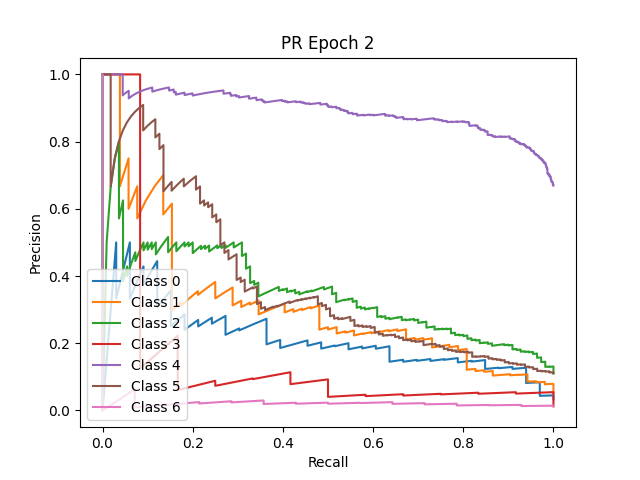 PR Epoch 2
Precision
1.0
0.8
0.6
0.4
0.2
0.0
Class 0
Class 1
Class 2
Class 3
Class 4
Class 5
Class 6
0.0 0.2 0.4 0.6 0.8 1.0
Recall